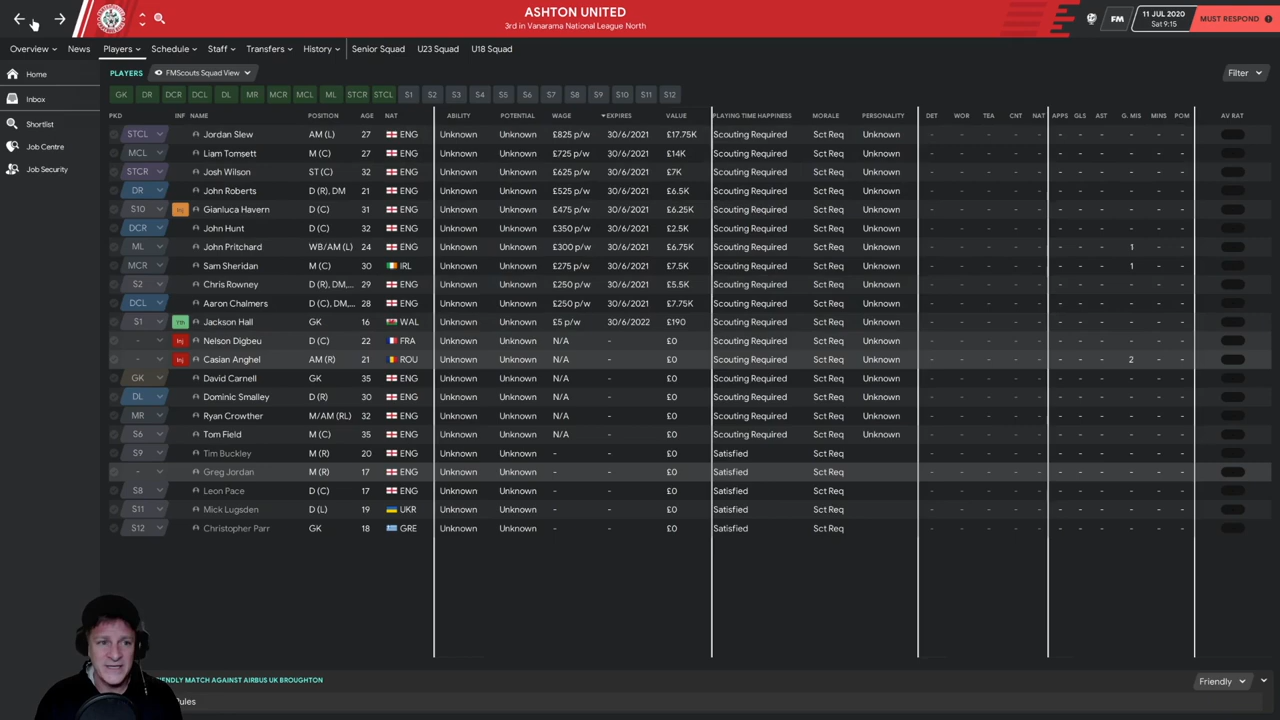 ASHTON UNITED
3rd in Vanarama National League North
FM
11 JUL 2020
Sat 9:15
MUST RESPOND
Overview News Players Schedule Staff Transfers History Senior Squad U23 Squad U18 Squad
Home
Inbox
Shortlist
Job Centre
Job Security
PLAYERS FMScouts Squad View Filter
GK DR DCR DCL DL MR MCR MCL ML STCR STCL S1 S2 S3 S4 S5 S6 S7 S8 S9 S10 S11 S12
PKD INF NAME POSITION AGE NAT ABILITY POTENTIAL WAGE EXPIRES VALUE PLAYING TIME HAPPINESS MORALE PERSONALITY DET WOR TEA CNT NAT APPS GLS AST G. MIS MINS POM AV RAT
STCL Jordan Slew AM (L) 27 ENG Unknown Unknown £825 p/w 30/6/2021 £17.75K Scouting Required Sct Req Unknown - - - - - - - - - - -
MCL Liam Tomsett M (C) 27 ENG Unknown Unknown £725 p/w 30/6/2021 £14K Scouting Required Sct Req Unknown - - - - - - - - - - -
STCR Josh Wilson ST (C) 32 ENG Unknown Unknown £625 p/w 30/6/2021 £7K Scouting Required Sct Req Unknown - - - - - - - - - - -
DR John Roberts D (R), DM 21 ENG Unknown Unknown £525 p/w 30/6/2021 £6.5K Scouting Required Sct Req Unknown - - - - - - - - - - -
S10 Inj Gianluca Havern D (C) 31 ENG Unknown Unknown £475 p/w 30/6/2021 £6.25K Scouting Required Sct Req Unknown - - - - - - - - - - -
DCR John Hunt D (C) 32 ENG Unknown Unknown £350 p/w 30/6/2021 £2.5K Scouting Required Sct Req Unknown - - - - - - - - - - -
ML John Pritchard WB/AM (L) 24 ENG Unknown Unknown £300 p/w 30/6/2021 £6.75K Scouting Required Sct Req Unknown - - - - - - - - 1 - -
MCR Sam Sheridan M (C) 30 IRL Unknown Unknown £275 p/w 30/6/2021 £7.5K Scouting Required Sct Req Unknown - - - - - - - - 1 - -
S2 Chris Rowney D (R), DM,... 29 ENG Unknown Unknown £250 p/w 30/6/2021 £5.5K Scouting Required Sct Req Unknown - - - - - - - - - - -
DCL Aaron Chalmers D (C), DM,... 28 ENG Unknown Unknown £250 p/w 30/6/2021 £7.75K Scouting Required Sct Req Unknown - - - - - - - - - - -
S1 Yth Jackson Hall GK 16 WAL Unknown Unknown £5 p/w 30/6/2022 £190 Scouting Required Sct Req Unknown - - - - - - - - - - -
- Inj Nelson Digbeu D (C) 22 FRA Unknown Unknown N/A - £0 Scouting Required Sct Req Unknown - - - - - - - - - - -
- Inj Casian Anghel AM (R) 21 ROU Unknown Unknown N/A - £0 Scouting Required Sct Req Unknown - - - - - - - - 2 - -
GK David Carnell GK 35 ENG Unknown Unknown N/A - £0 Scouting Required Sct Req Unknown - - - - - - - - - - -
DL Dominic Smalley D (R) 30 ENG Unknown Unknown N/A - £0 Scouting Required Sct Req Unknown - - - - - - - - - - -
MR Ryan Crowther M/AM (RL) 32 ENG Unknown Unknown N/A - £0 Scouting Required Sct Req Unknown - - - - - - - - - - -
S6 Tom Field M (C) 35 ENG Unknown Unknown N/A - £0 Scouting Required Sct Req Unknown - - - - - - - - - - -
S9 Tim Buckley M (R) 20 ENG Unknown Unknown - - £0 Satisfied Sct Req - - - - - - - - - - -
- Greg Jordan M (R) 17 ENG Unknown Unknown - - £0 Satisfied Sct Req - - - - - - - - - - -
S8 Leon Pace D (C) 17 ENG Unknown Unknown - - £0 Satisfied Sct Req - - - - - - - - - - -
S11 Mick Lugsden D (L) 19 UKR Unknown Unknown - - £0 Satisfied Sct Req - - - - - - - - - - -
S12 Christopher Parr GK 18 GRE Unknown Unknown - - £0 Satisfied Sct Req - - - - - - - - - - -
FRIENDLY MATCH AGAINST AIRBUS UK BROUGHTON Friendly